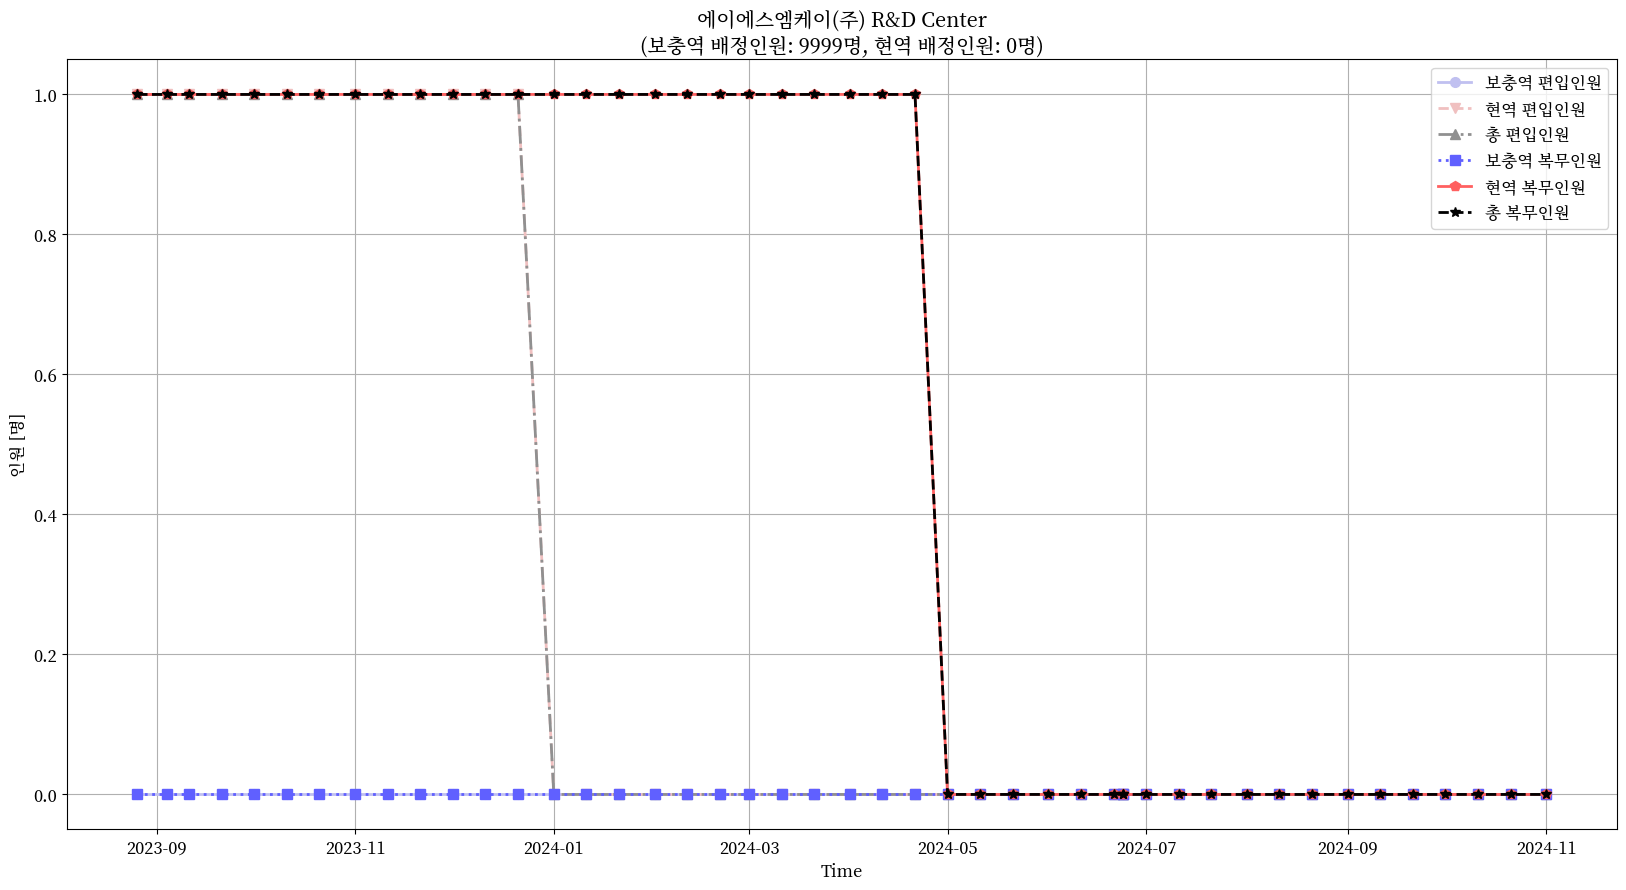 에이에스엠케이(주) R&D Center
(보충역 배정인원: 9999명, 현역 배정인원: 0명)
보충역 편입인원
현역 편입인원
총 편입인원
보충역 복무인원
현역 복무인원
총 복무인원
인원 [명]
1.0
0.8
0.6
0.4
0.2
0.0
2023-09
2023-11
2024-01
2024-03
2024-05
2024-07
2024-09
2024-11
Time